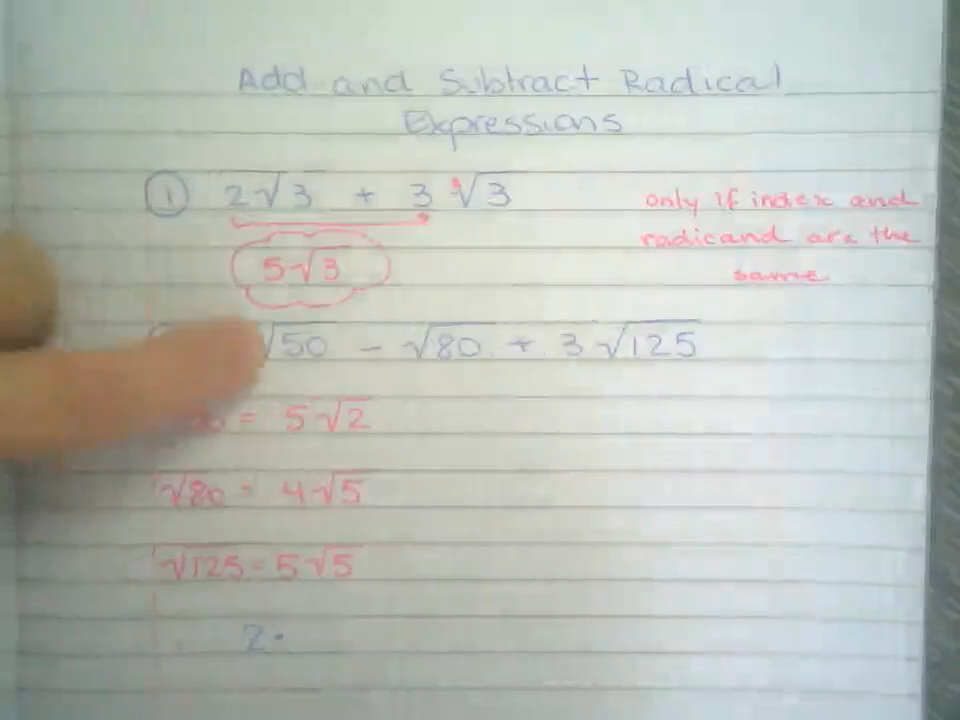 Add and Subtract Radical
Expressions
① 2√3 + 3 √3
only if index and
radicand are the
same
5√3
√50 - √80 + 3√125
= 5√2
√80 = 4√5
√125 = 5√5
2·